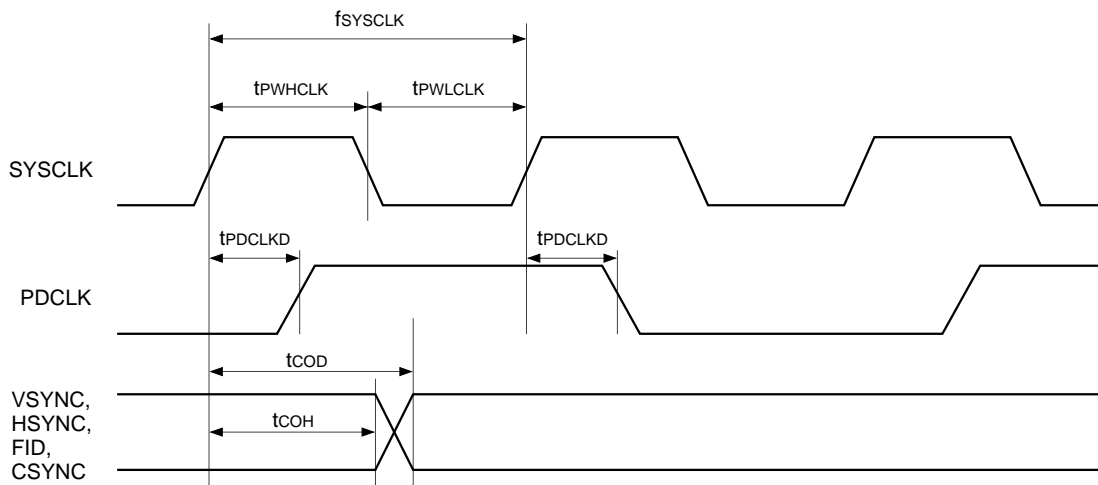 fSYSCLK
tPWHCLK tPWLCLK
SYSCLK
tPDCLKD tPDCLKD
PDCLK
tCOD
VSYNC,
HSYNC,
tCOH
FID,
CSYNC